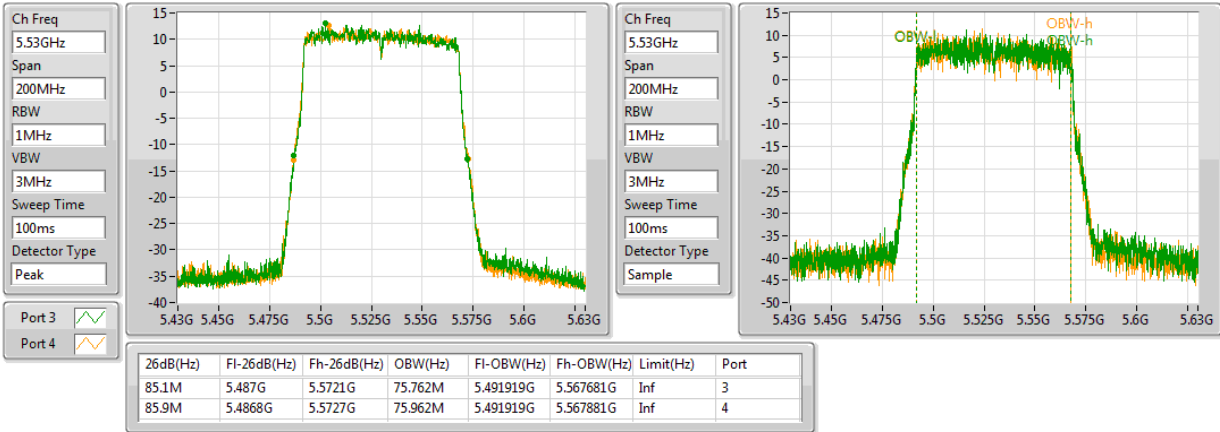 Ch Freq
5.53GHz
Span
200MHz
RBW
1MHz
VBW
3MHz
Sweep Time
100ms
Detector Type
Peak
Port 3
Port 4
15
10
5
0
-5
-10
-15
-20
-25
-30
-35
-40
5.43G 5.45G 5.475G 5.5G 5.525G 5.55G 5.575G 5.6G 5.63G
Ch Freq
5.53GHz
Span
200MHz
RBW
1MHz
VBW
3MHz
Sweep Time
100ms
Detector Type
Sample
15
10
5
0
-5
-10
-15
-20
-25
-30
-35
-40
-45
-50
OBW-h
OBW-h
5.43G 5.45G 5.475G 5.5G 5.525G 5.55G 5.575G 5.6G 5.63G
26dB(Hz) Fl-26dB(Hz) Fh-26dB(Hz) OBW(Hz) Fl-OBW(Hz) Fh-OBW(Hz) Limit(Hz) Port
85.1M 5.487G 5.5721G 75.762M 5.491919G 5.567681G Inf 3
85.9M 5.4868G 5.5727G 75.962M 5.491919G 5.567881G Inf 4